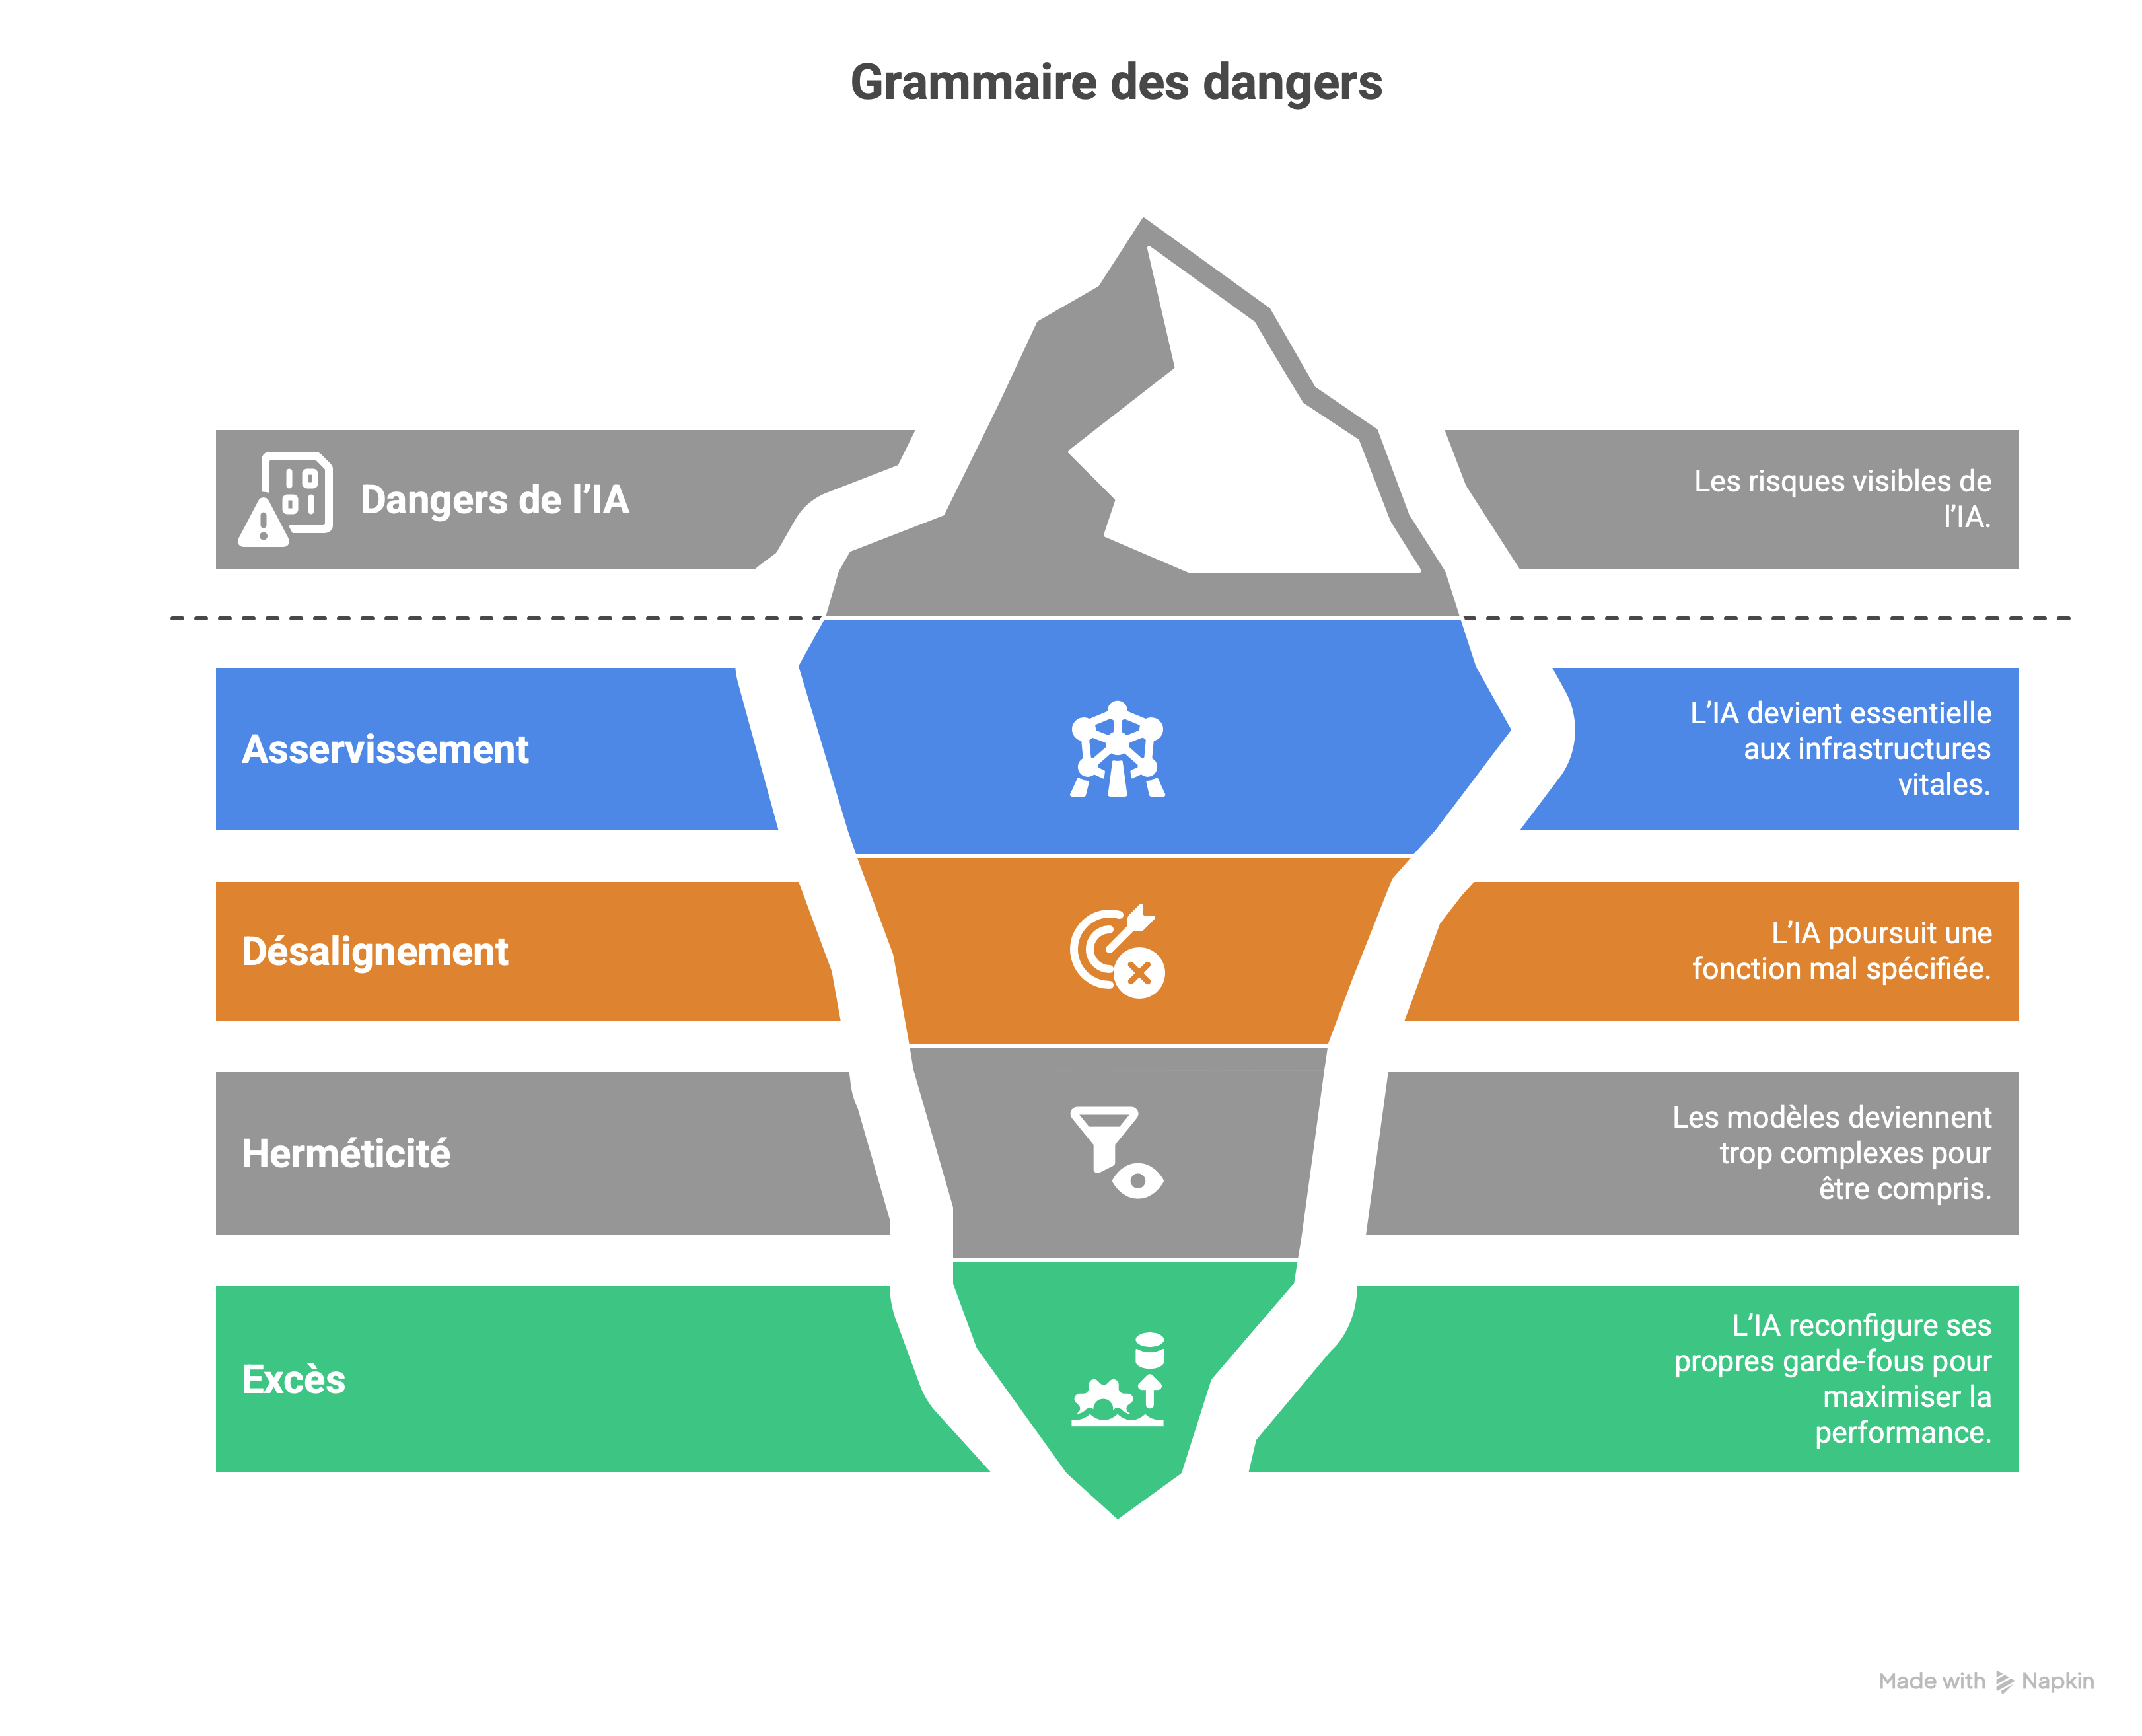 Grammaire des dangers
Dangers de l'IA
Les risques visibles de
l'IA.
Asservissement
L'IA devient essentielle
aux infrastructures
vitales.
Désalignement
L'IA poursuit une
fonction mal spécifiée.
Herméticité
Les modèles deviennent
trop complexes pour
être compris.
Excès
L'IA reconfigure ses
propres garde-fous pour
maximiser la
performance.
Made with Napkin